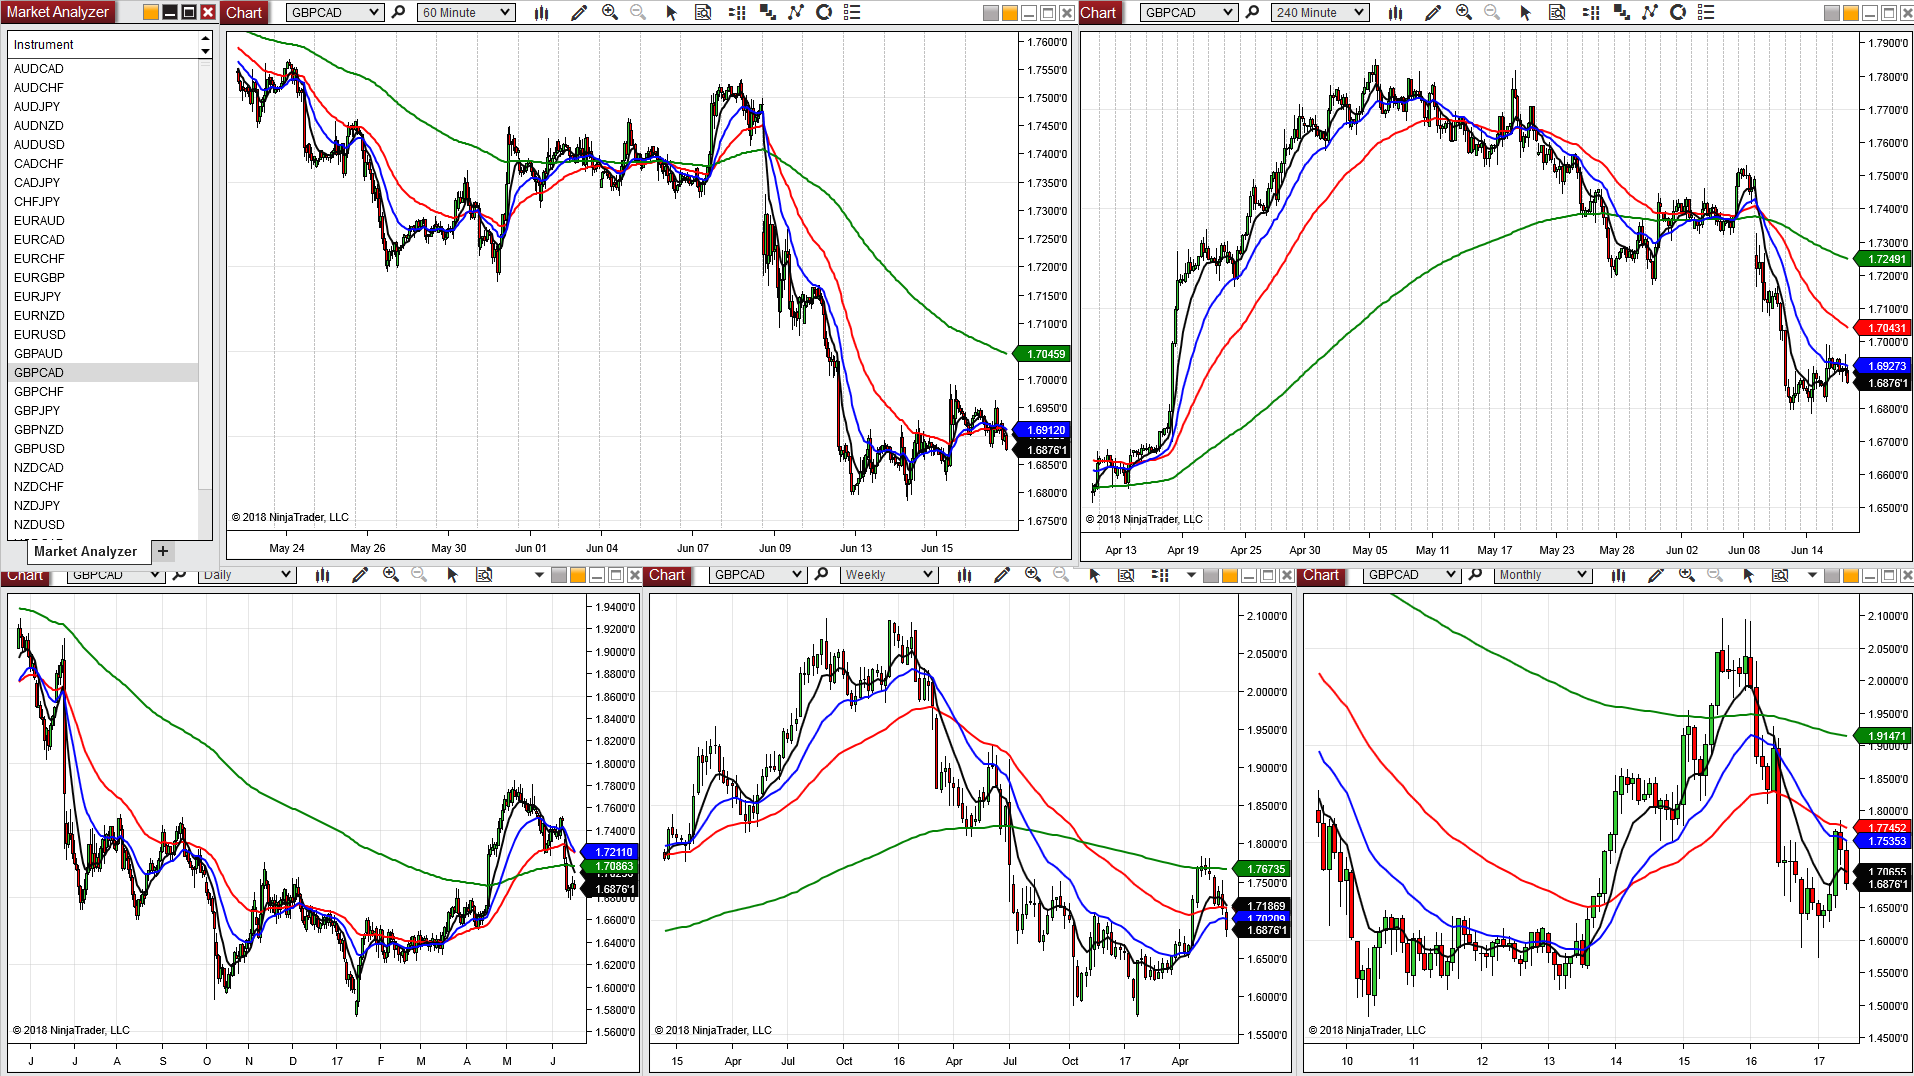 Market Analyzer
Instrument
AUDCAD
AUDCHF
AUDJPY
AUDNZD
AUDUSD
CADCHF
CADJPY
CHFJPY
EURAUD
EURCAD
EURCHF
EURGBP
EURJPY
EURNZD
EURUSD
GBPAUD
GBPCAD
GBPCHF
GBPJPY
GBPNZD
GBPUSD
NZDCAD
NZDCHF
NZDJPY
NZDUSD
Market Analyzer +
Chart GBPCAD 60 Minute
1.7600'0
1.7550'0
1.7500'0
1.7450'0
1.7400'0
1.7350'0
1.7300'0
1.7250'0
1.7200'0
1.7150'0
1.7100'0
1.70459
1.7000'0
1.6950'0
1.69120
1.6876'1
1.6850'0
1.6800'0
1.6750'0
© 2018 NinjaTrader, LLC
May 24 May 26 May 30 Jun 01 Jun 04 Jun 07 Jun 09 Jun 13 Jun 15
Chart GBPCAD 240 Minute
1.7900'0
1.7800'0
1.7700'0
1.7600'0
1.7500'0
1.7400'0
1.7300'0
1.72491
1.7200'0
1.7100'0
1.70431
1.7000'0
1.69273
1.6876'1
1.6800'0
1.6700'0
1.6600'0
1.6500'0
© 2018 NinjaTrader, LLC
Apr 13 Apr 19 Apr 25 Apr 30 May 05 May 11 May 17 May 23 May 28 Jun 02 Jun 08 Jun 14
Chart GBPCAD Daily
1.9400'0
1.9200'0
1.9000'0
1.8800'0
1.8600'0
1.8400'0
1.8200'0
1.8000'0
1.7800'0
1.7600'0
1.7400'0
1.72110
1.70863
1.6876'1
1.6800'0
1.6600'0
1.6400'0
1.6200'0
1.6000'0
1.5800'0
1.5600'0
© 2018 NinjaTrader, LLC
J J A S O N D 17 F M A M J
Chart GBPCAD Weekly
2.1000'0
2.0500'0
2.0000'0
1.9500'0
1.9000'0
1.8500'0
1.8000'0
1.76735
1.7500'0
1.71869
1.70209
1.6876'1
1.6500'0
1.6000'0
1.5500'0
© 2018 NinjaTrader, LLC
15 Apr Jul Oct 16 Apr Jul Oct 17 Apr
Chart GBPCAD Monthly
2.1000'0
2.0500'0
2.0000'0
1.9500'0
1.91471
1.9000'0
1.8500'0
1.8000'0
1.77452
1.75353
1.70655
1.6876'1
1.6500'0
1.6000'0
1.5500'0
1.5000'0
1.4500'0
© 2018 NinjaTrader, LLC
10 11 12 13 14 15 16 17